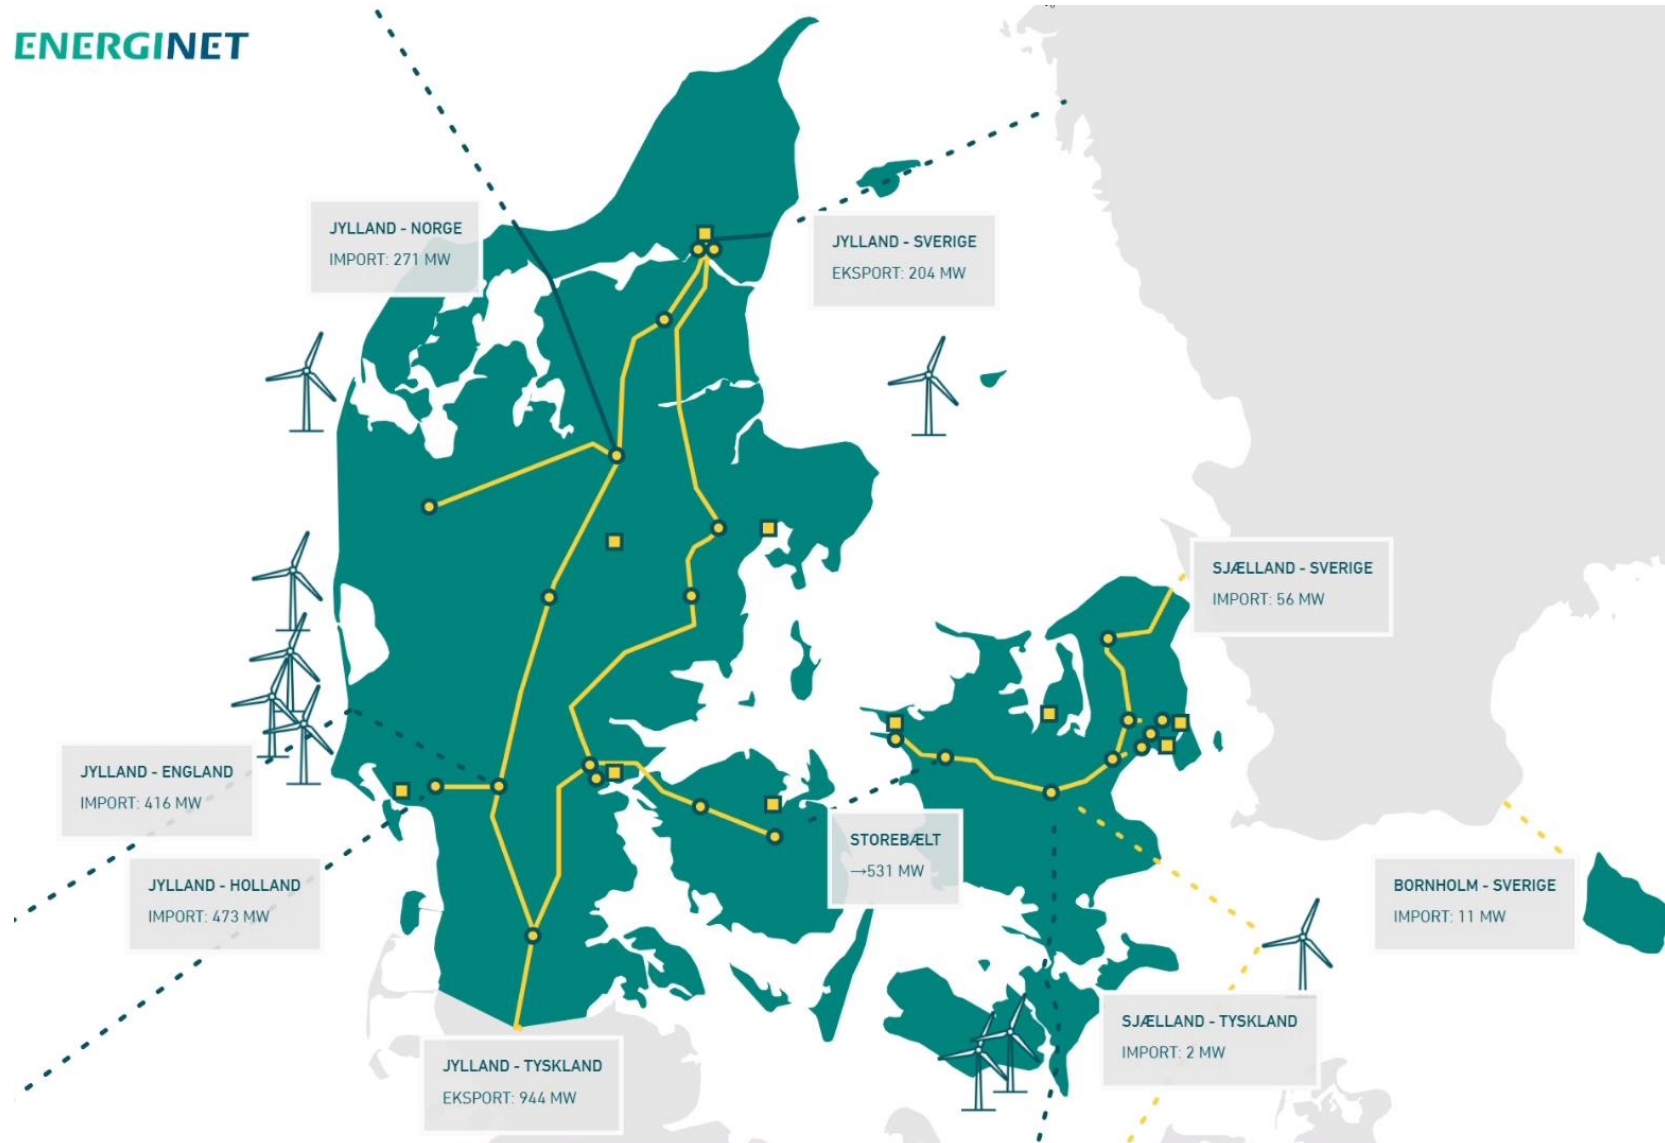 ENERGINET
JYLLAND - NORGE
IMPORT: 271 MW
JYLLAND - SVERIGE
EKSPORT: 204 MW
SJÆLLAND - SVERIGE
IMPORT: 56 MW
JYLLAND - ENGLAND
IMPORT: 416 MW
JYLLAND - HOLLAND
IMPORT: 473 MW
STOREBÆLT
→531 MW
BORNHOLM - SVERIGE
IMPORT: 11 MW
SJÆLLAND - TYSKLAND
IMPORT: 2 MW
JYLLAND - TYSKLAND
EKSPORT: 944 MW